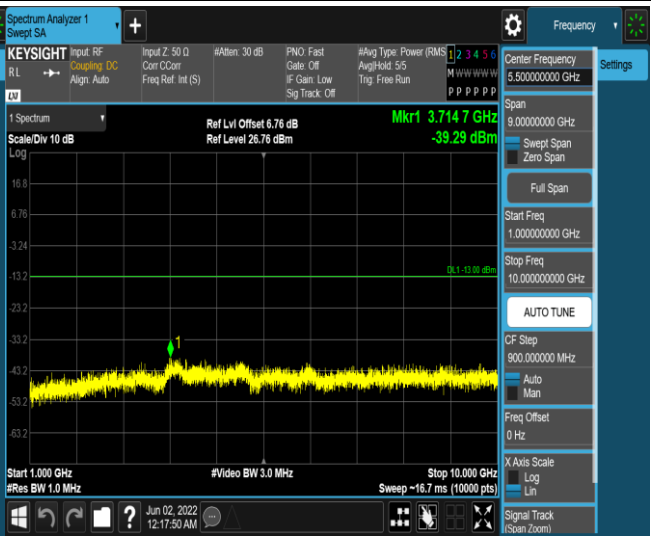 Spectrum Analyzer 1
Swept SA
Frequency
KEYSIGHT
RL
Input: RF
Coupling: DC
Align: Auto
Input Z: 50 Ω
Corr CCorr
Freq Ref: Int (S)
#Atten: 30 dB
PNO: Fast
Gate: Off
IF Gain: Low
Sig Track: Off
#Avg Type: Power (RMS
Avg|Hold: 5/5
Trig: Free Run
1 2 3 4 5 6
M W W W W W
P P P P P P
LXI
1 Spectrum
Scale/Div 10 dB
Ref Lvl Offset 6.76 dB
Ref Level 26.76 dBm
Mkr1 3.714 7 GHz
-39.29 dBm
Log
16.8
6.76
-3.24
-13.2
DL1 -13.00 dBm
-23.2
-33.2
1
-43.2
-53.2
-63.2
Start 1.000 GHz
#Res BW 1.0 MHz
#Video BW 3.0 MHz
Stop 10.000 GHz
Sweep ~16.7 ms (10000 pts)
?
Jun 02, 2022
12:17:50 AM
Center Frequency
5.500000000 GHz
Settings
Span
9.00000000 GHz
Swept Span
Zero Span
Full Span
Start Freq
1.000000000 GHz
Stop Freq
10.000000000 GHz
AUTO TUNE
CF Step
900.000000 MHz
Auto
Man
Freq Offset
0 Hz
X Axis Scale
Log
Lin
Signal Track
(Span Zoom)